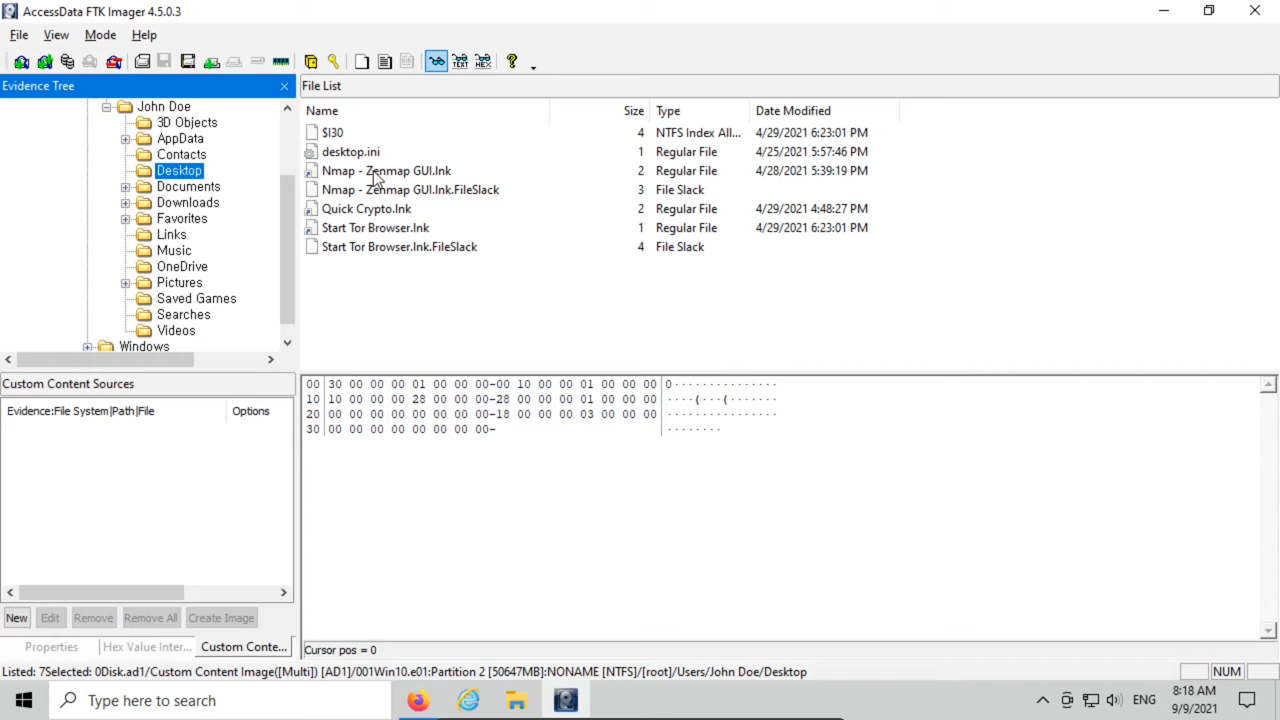 AccessData FTK Imager 4.5.0.3
File View Mode Help
Evidence Tree
John Doe
3D Objects
AppData
Contacts
Desktop
Documents
Downloads
Favorites
Links
Music
OneDrive
Pictures
Saved Games
Searches
Videos
Windows
Custom Content Sources
Evidence:File System|Path|File Options
New Edit Remove Remove All Create Image
Properties Hex Value Inter... Custom Conte...
File List
Name Size Type Date Modified
$I30 4 NTFS Index All... 4/29/2021 6:23:01 PM
desktop.ini 1 Regular File 4/25/2021 5:57:46 PM
Nmap - Zenmap GUI.lnk 2 Regular File 4/28/2021 5:39:19 PM
Nmap - Zenmap GUI.lnk.FileSlack 3 File Slack
Quick Crypto.lnk 2 Regular File 4/29/2021 4:48:27 PM
Start Tor Browser.lnk 1 Regular File 4/29/2021 6:23:01 PM
Start Tor Browser.lnk.FileSlack 4 File Slack
00 30 00 00 00 01 00 00 00-00 10 00 00 01 00 00 00 0···············
10 10 00 00 00 28 00 00 00-28 00 00 00 01 00 00 00 ····(···(·······
20 00 00 00 00 00 00 00 00-18 00 00 00 03 00 00 00 ················
30 00 00 00 00 00 00 00 00- ········
Cursor pos = 0
Listed: 7Selected: 0Disk.ad1/Custom Content Image([Multi]) [AD1]/001Win10.e01:Partition 2 [50647MB]:NONAME [NTFS]/[root]/Users/John Doe/Desktop NUM
Type here to search
ENG
8:18 AM
9/9/2021